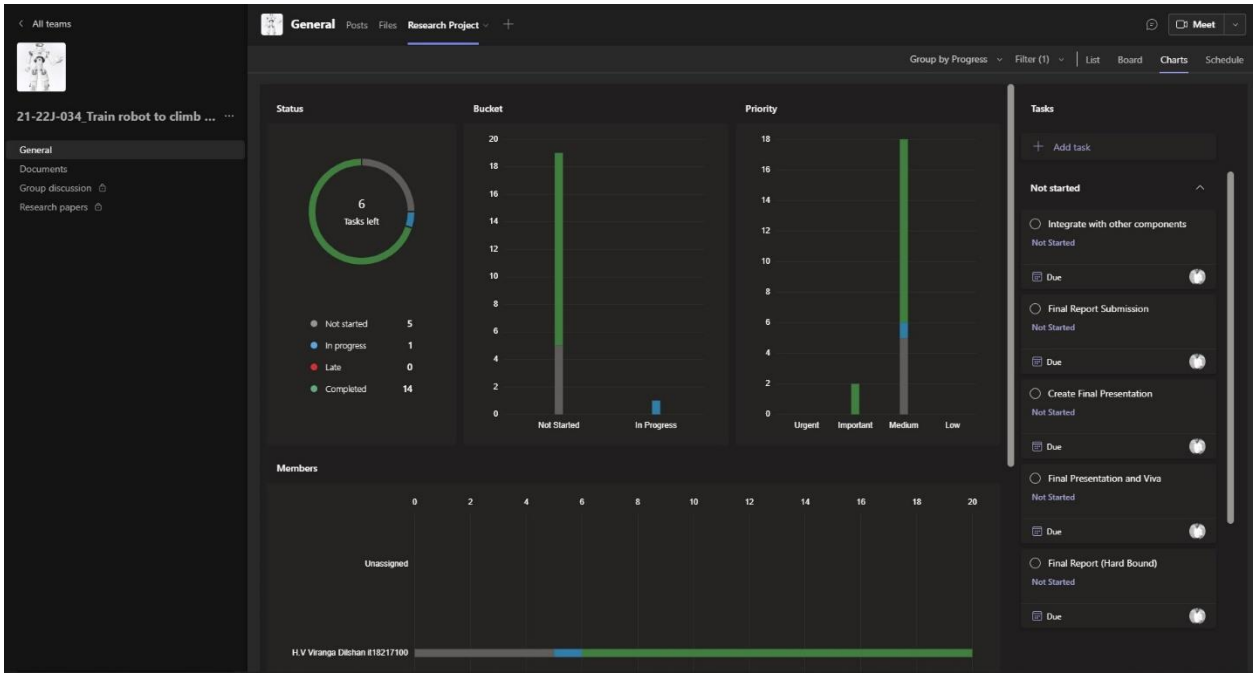 All teams
21-22J-034_Train robot to climb ... ...
General
Documents
Group discussion
Research papers
General Posts Files Research Project
Meet
Group by Progress Filter (1) List Board Charts Schedule
Status
6
Tasks left
Not started 5
In progress 1
Late 0
Completed 14
Bucket
20
18
16
14
12
10
8
6
4
2
0
Not Started In Progress
Priority
18
16
14
12
10
8
6
4
2
0
Urgent Important Medium Low
Members
0 2 4 6 8 10 12 14 16 18 20
Unassigned
H.V Viranga Dilshan it18217100
Tasks
+ Add task
Not started
Integrate with other components
Not Started
Due
Final Report Submission
Not Started
Due
Create Final Presentation
Not Started
Due
Final Presentation and Viva
Not Started
Due
Final Report (Hard Bound)
Not Started
Due